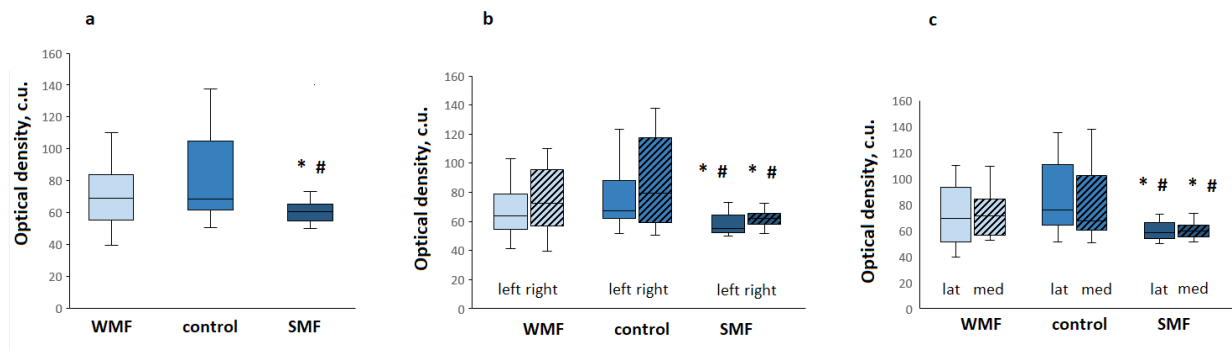 a
Optical density, c.u.
160
140
120
100
80
60
40
20
0
* #
WMF control SMF
b
Optical density, c.u.
160
140
120
100
80
60
40
20
0
* # * #
left right left right left right
WMF control SMF
c
Optical density, c.u.
160
140
120
100
80
60
40
20
0
* # * #
lat med lat med lat med
WMF control SMF